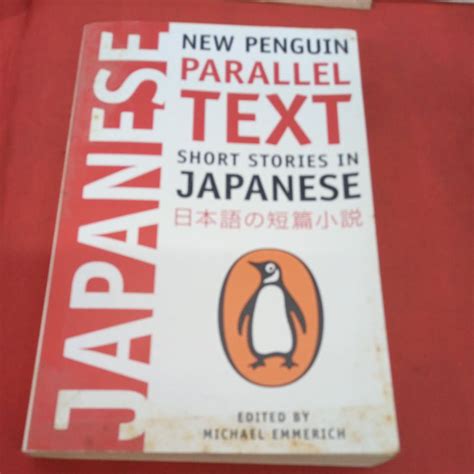 JAPANESE
NEW PENGUIN
PARALLEL
TEXT
SHORT STORIES IN
JAPANESE
日本語の短篇小説
EDITED BY
MICHAEL EMMERICH